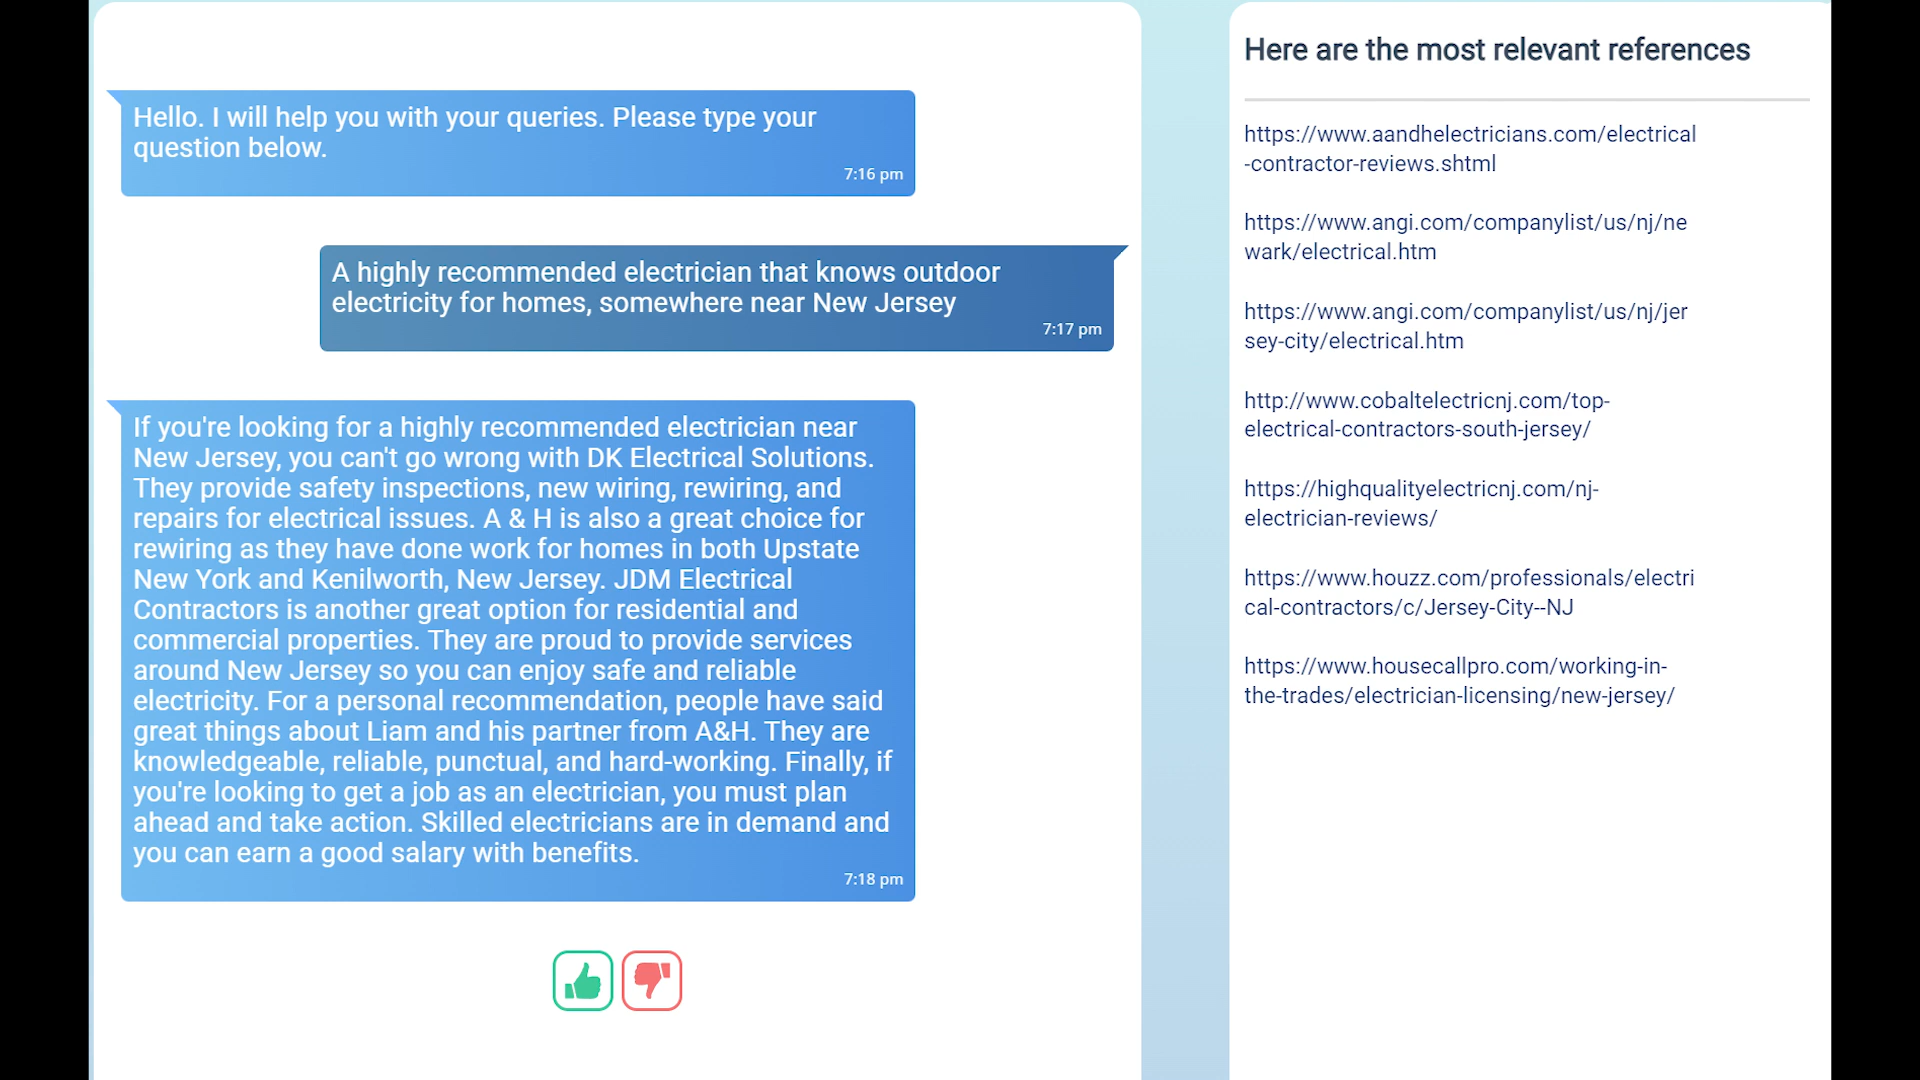 Hello. I will help you with your queries. Please type your
question below.
7:16 pm
A highly recommended electrician that knows outdoor
electricity for homes, somewhere near New Jersey
7:17 pm
If you're looking for a highly recommended electrician near
New Jersey, you can't go wrong with DK Electrical Solutions.
They provide safety inspections, new wiring, rewiring, and
repairs for electrical issues. A & H is also a great choice for
rewiring as they have done work for homes in both Upstate
New York and Kenilworth, New Jersey. JDM Electrical
Contractors is another great option for residential and
commercial properties. They are proud to provide services
around New Jersey so you can enjoy safe and reliable
electricity. For a personal recommendation, people have said
great things about Liam and his partner from A&H. They are
knowledgeable, reliable, punctual, and hard-working. Finally, if
you're looking to get a job as an electrician, you must plan
ahead and take action. Skilled electricians are in demand and
you can earn a good salary with benefits.
7:18 pm
Here are the most relevant references
https://www.aandhelectricians.com/electrical
-contractor-reviews.shtml
https://www.angi.com/companylist/us/nj/ne
wark/electrical.htm
https://www.angi.com/companylist/us/nj/jer
sey-city/electrical.htm
http://www.cobaltelectricnj.com/top-
electrical-contractors-south-jersey/
https://highqualityelectricnj.com/nj-
electrician-reviews/
https://www.houzz.com/professionals/electri
cal-contractors/c/Jersey-City--NJ
https://www.housecallpro.com/working-in-
the-trades/electrician-licensing/new-jersey/